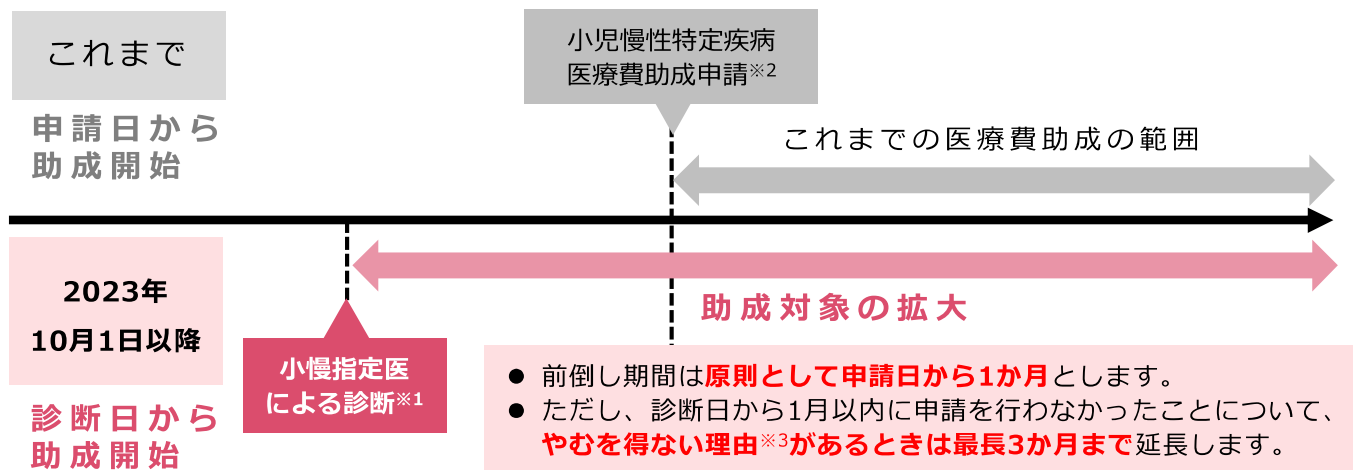 これまで
申請日から
助成開始
小児慢性特定疾病
医療費助成申請※2
これまでの医療費助成の範囲
2023年
10月1日以降
診断日から
助成開始
小慢指定医
による診断※1
助成対象の拡大
● 前倒し期間は原則として申請日から1か月とします。
● ただし、診断日から1月以内に申請を行わなかったことについて、
やむを得ない理由※3があるときは最長3か月まで延長します。